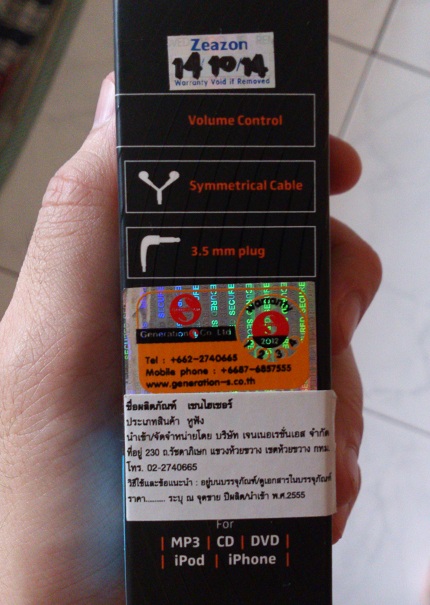 Zeazon
14/10/14
Warranty Void if Removed
Volume Control
Symmetrical Cable
3.5 mm plug
Warranty
2012
1 2 3
Generation S Co. Ltd
Tel : +662-2740665
Mobile phone : +6687-6857555
www.generation-s.co.th
ชื่อผลิตภัณฑ์ เซนไฮเซอร์
ประเภทสินค้า หูฟัง
นำเข้า/จัดจำหน่ายโดย บริษัท เจนเนอเรชั่นเอส จำกัด
ที่อยู่ 230 ถ.รัชดาภิเษก แขวงห้วยขวาง เขตห้วยขวาง กทม.
โทร. 02-2740665
วิธีใช้และข้อแนะนำ : อยู่บนบรรจุภัณฑ์/ดูเอกสารในบรรจุภัณฑ์
ราคา.......... ระบุ ณ จุดขาย ปีผลิต/นำเข้า พ.ศ.2555
For
| MP3 | CD | DVD |
| iPod | iPhone |